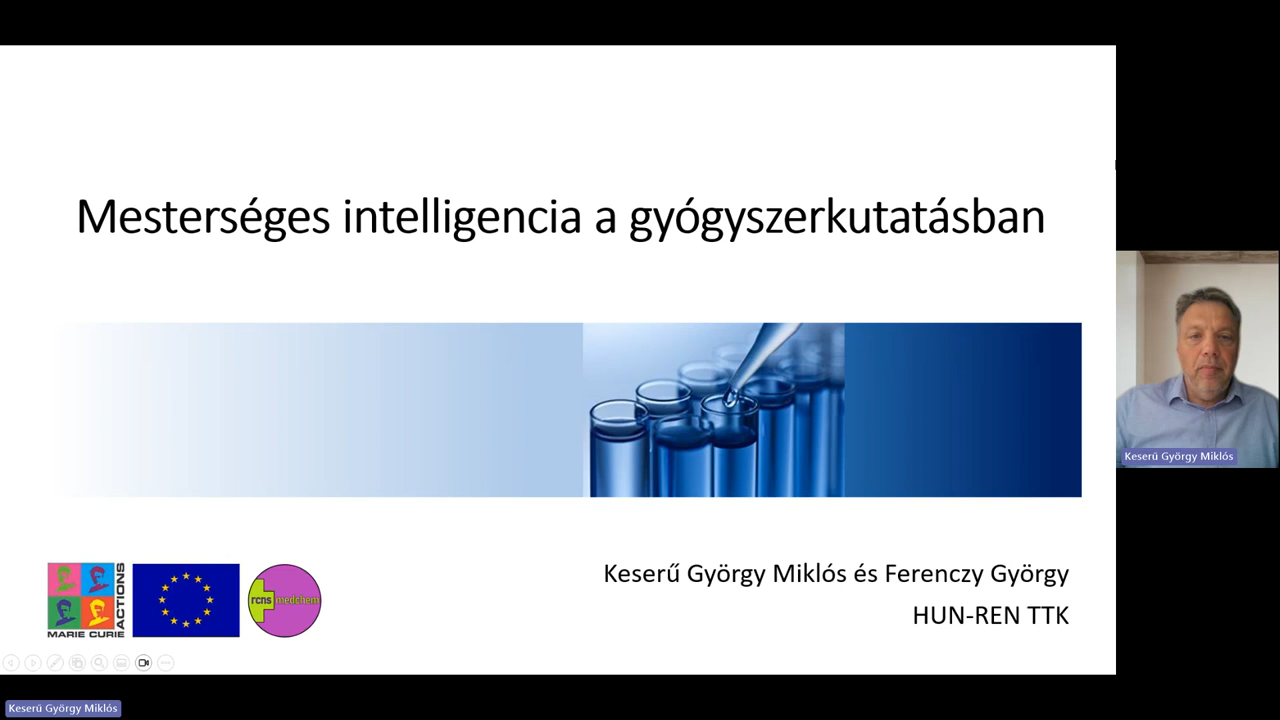 Mesterséges intelligencia a gyógyszerkutatásban
MARIE CURIE
ACTIONS
rcns medchem
Keserű György Miklós és Ferenczy György
HUN-REN TTK
Keserű György Miklós
Keserű György Miklós